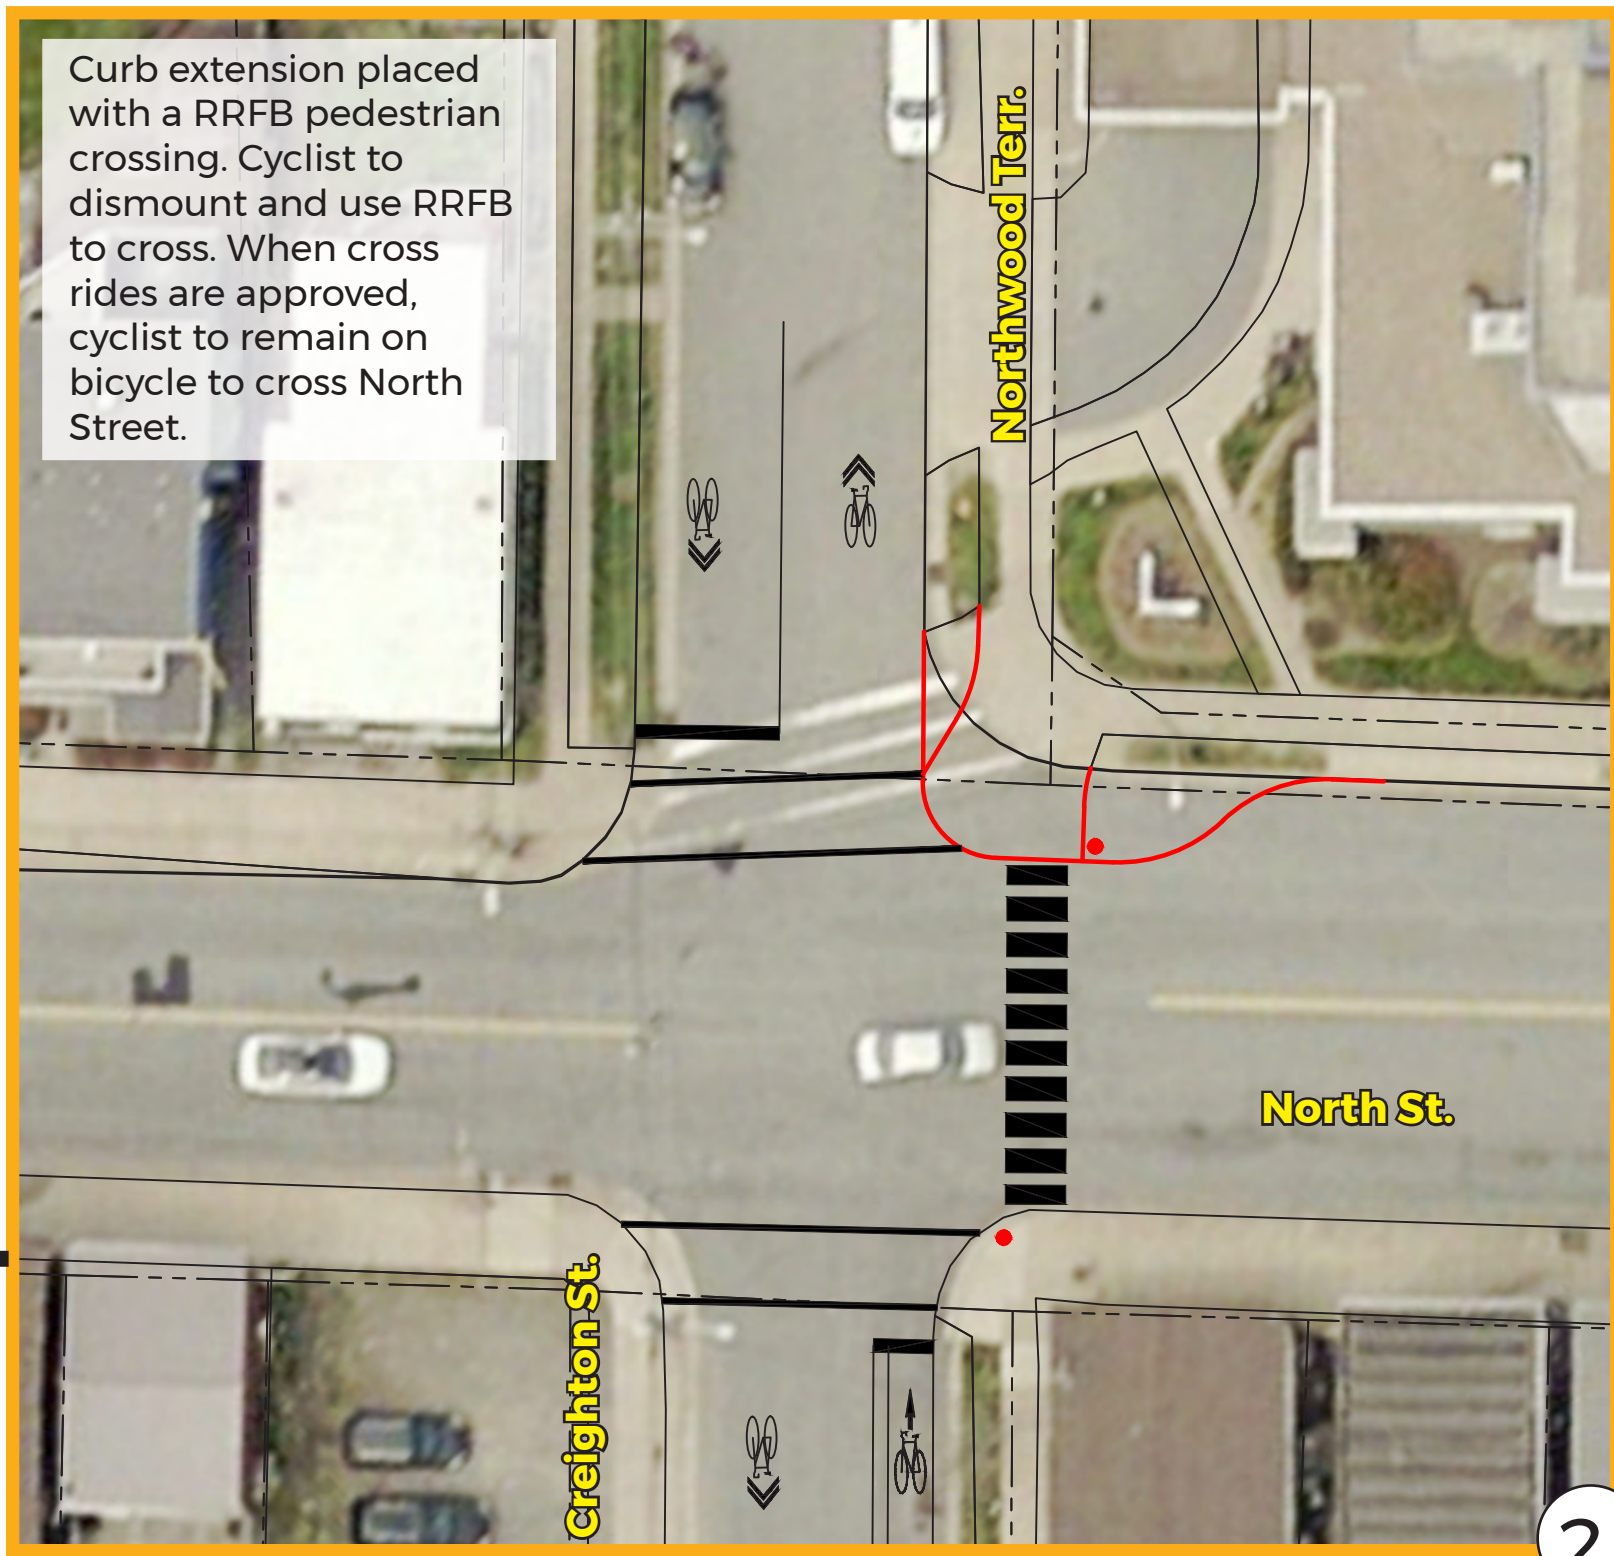 Curb extension placed
with a RRFB pedestrian
crossing. Cyclist to
dismount and use RRFB
to cross. When cross
rides are approved,
cyclist to remain on
bicycle to cross North
Street.
Northwood Terr.
North St.
Creighton St.
2